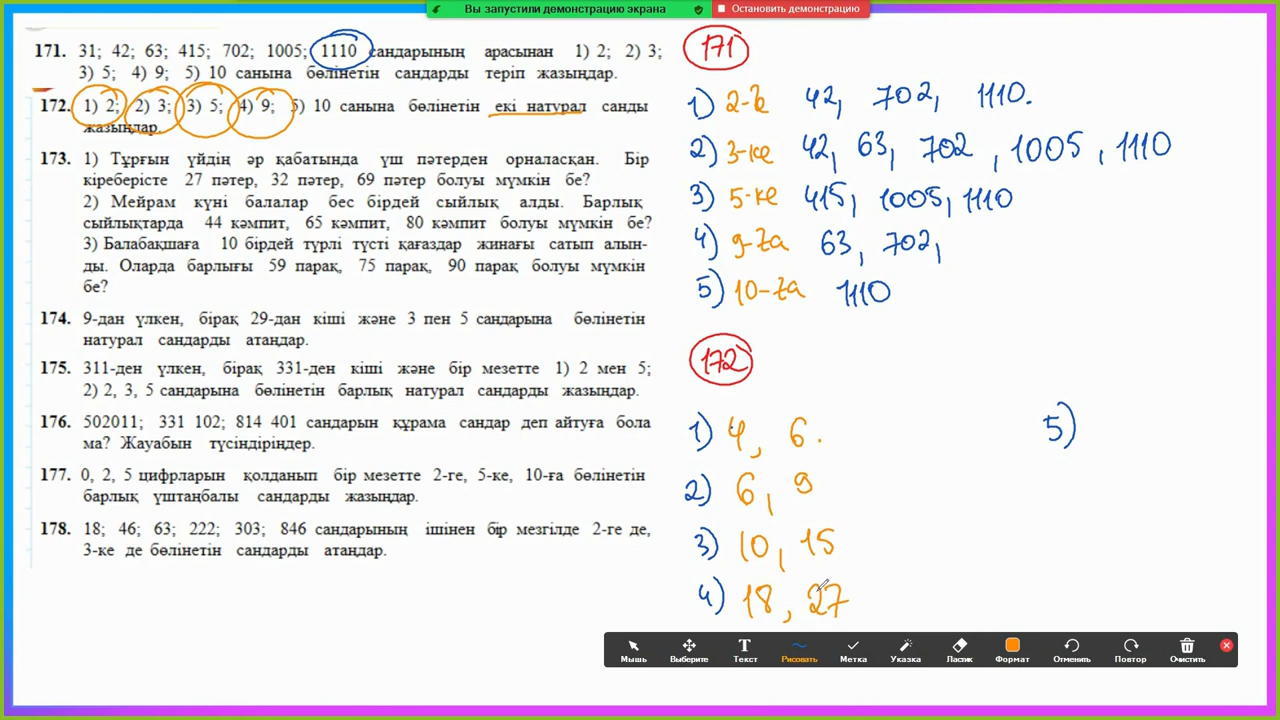 Вы запустили демонстрацию экрана
Остановить демонстрацию
171. 31; 42; 63; 415; 702; 1005; 1110 сандарының арасынан 1) 2; 2) 3;
3) 5; 4) 9; 5) 10 санына бөлінетін сандарды теріп жазыңдар.
172. 1) 2; 2) 3; 3) 5; 4) 9; 5) 10 санына бөлінетін екі натурал санды
жазыңдар.
173. 1) Тұрғын үйдің әр қабатында үш пәтерден орналасқан. Бір
кіреберісте 27 пәтер, 32 пәтер, 69 пәтер болуы мүмкін бе?
2) Мейрам күні балалар бес бірдей сыйлық алды. Барлық
сыйлықтарда 44 кәмпит, 65 кәмпит, 80 кәмпит болуы мүмкін бе?
3) Балабақшаға 10 бірдей түрлі түсті қағаздар жинағы сатып алын-
ды. Оларда барлығы 59 парақ, 75 парақ, 90 парақ болуы мүмкін
бе?
174. 9-дан үлкен, бірақ 29-дан кіші және 3 пен 5 сандарына бөлінетін
натурал сандарды атаңдар.
175. 311-ден үлкен, бірақ 331-ден кіші және бір мезетте 1) 2 мен 5;
2) 2, 3, 5 сандарына бөлінетін барлық натурал сандарды жазыңдар.
176. 502011; 331 102; 814 401 сандарын құрама сандар деп айтуға бола
ма? Жауабын түсіндіріңдер.
177. 0, 2, 5 цифрларын қолданып бір мезетте 2-ге, 5-ке, 10-ға бөлінетін
барлық үштаңбалы сандарды жазыңдар.
178. 18; 46; 63; 222; 303; 846 сандарының ішінен бір мезгілде 2-ге де,
3-ке де бөлінетін сандарды атаңдар.
171
1) 2-ге 42, 702, 1110.
2) 3-ке 42, 63, 702, 1005, 1110
3) 5-ке 415, 1005, 1110
4) 9-ға 63, 702,
5) 10-ға 1110
172
1) 4, 6.
2) 6, 9
3) 10, 15
4) 18, 27
5)
Мышь Выберите Текст Рисовать Метка Указка Ластик Формат Отменить Повтор Очистить